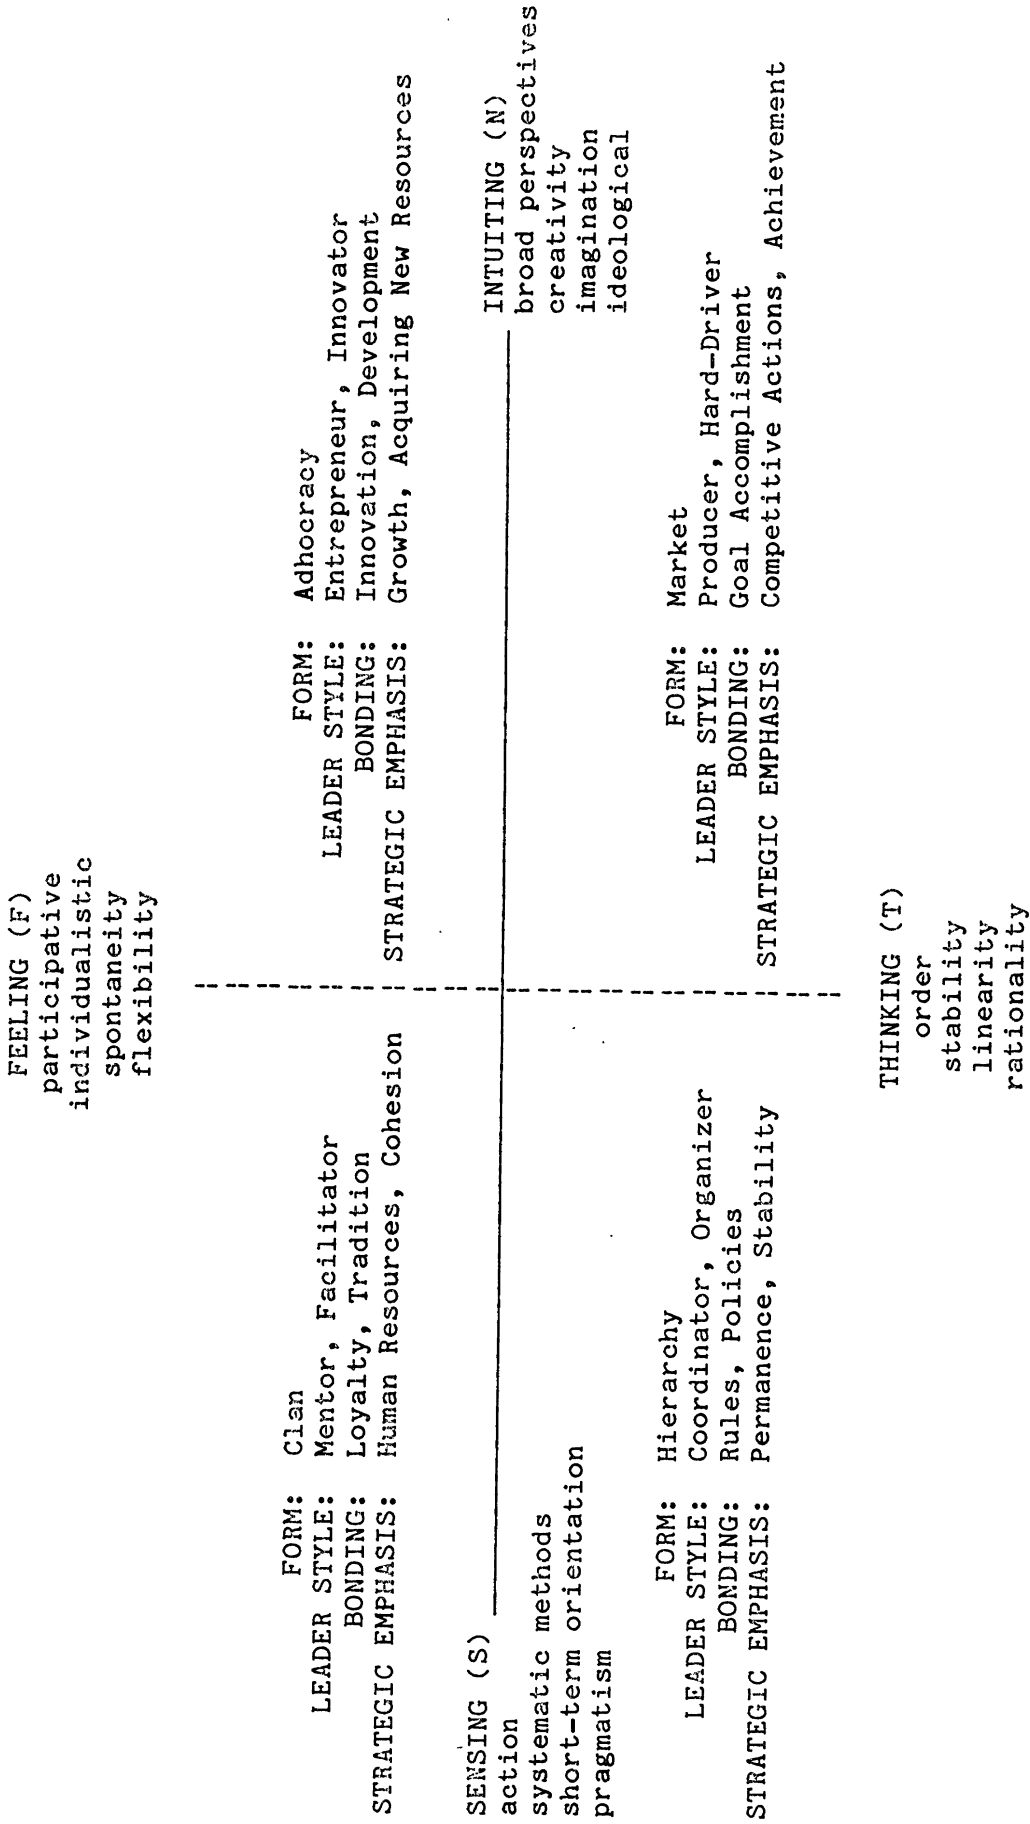 FEELING (F)
participative
individualistic
spontaneity
flexibility
FORM: Clan
LEADER STYLE: Mentor, Facilitator
BONDING: Loyalty, Tradition
STRATEGIC EMPHASIS: Human Resources, Cohesion
FORM: Adhocracy
LEADER STYLE: Entrepreneur, Innovator
BONDING: Innovation, Development
STRATEGIC EMPHASIS: Growth, Acquiring New Resources
SENSING (S)
action
systematic methods
short-term orientation
pragmatism
INTUITING (N)
broad perspectives
creativity
imagination
ideological
FORM: Hierarchy
LEADER STYLE: Coordinator, Organizer
BONDING: Rules, Policies
STRATEGIC EMPHASIS: Permanence, Stability
FORM: Market
LEADER STYLE: Producer, Hard-Driver
BONDING: Goal Accomplishment
STRATEGIC EMPHASIS: Competitive Actions, Achievement
THINKING (T)
order
stability
linearity
rationality